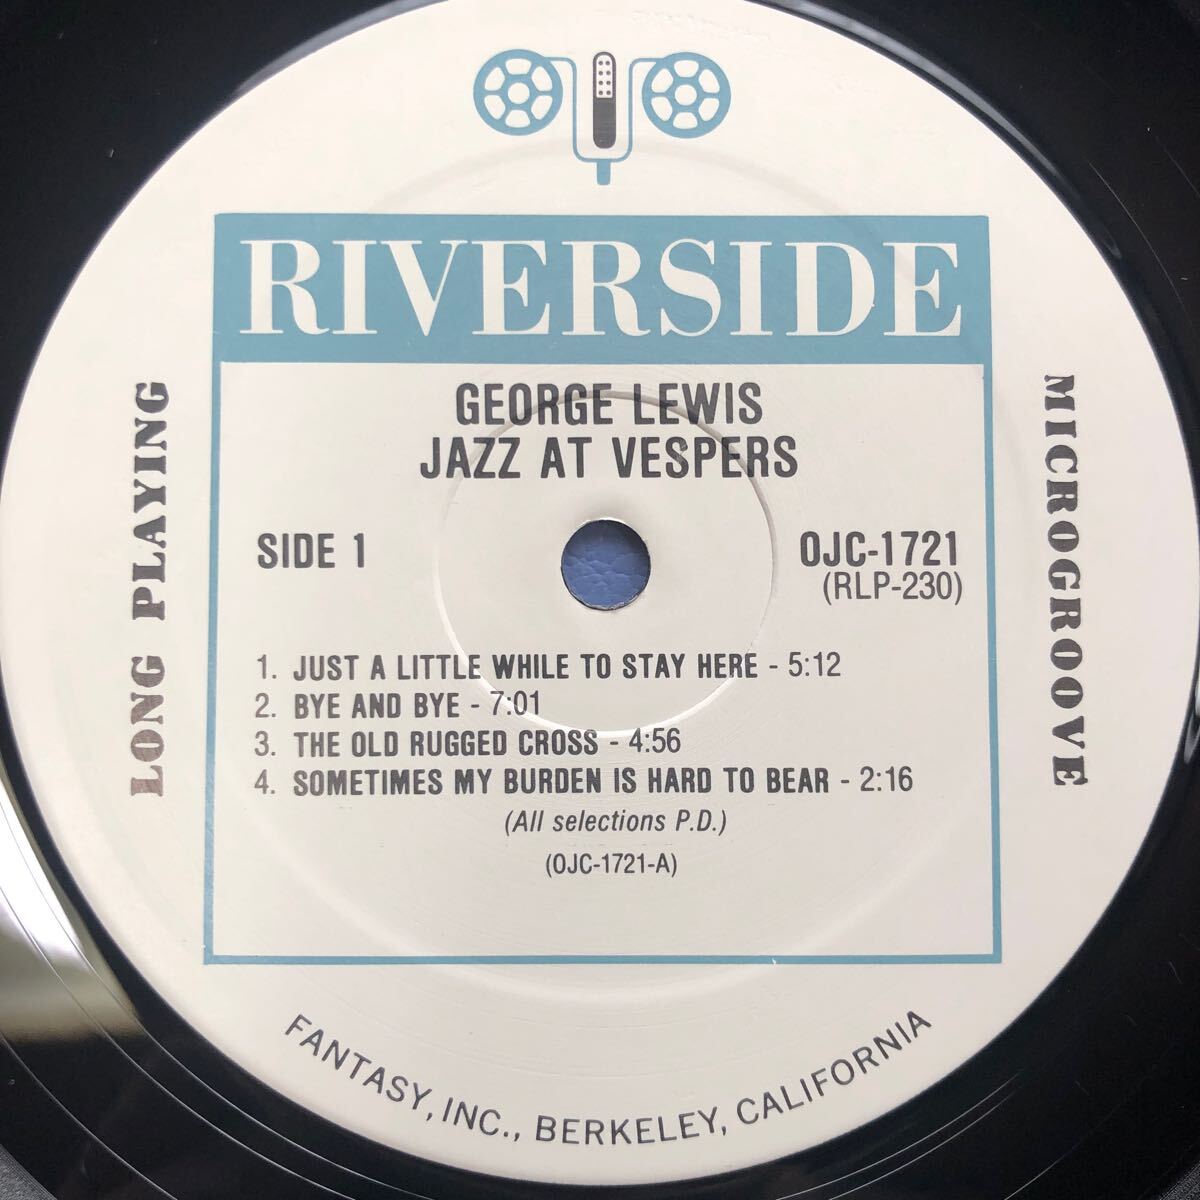 RIVERSIDE
GEORGE LEWIS
JAZZ AT VESPERS
SIDE 1
OJC-1721
(RLP-230)
1. JUST A LITTLE WHILE TO STAY HERE - 5:12
2. BYE AND BYE - 7:01
3. THE OLD RUGGED CROSS - 4:56
4. SOMETIMES MY BURDEN IS HARD TO BEAR - 2:16
(All selections P.D.)
(OJC-1721-A)
LONG PLAYING
MICROGROOVE
FANTASY, INC., BERKELEY, CALIFORNIA